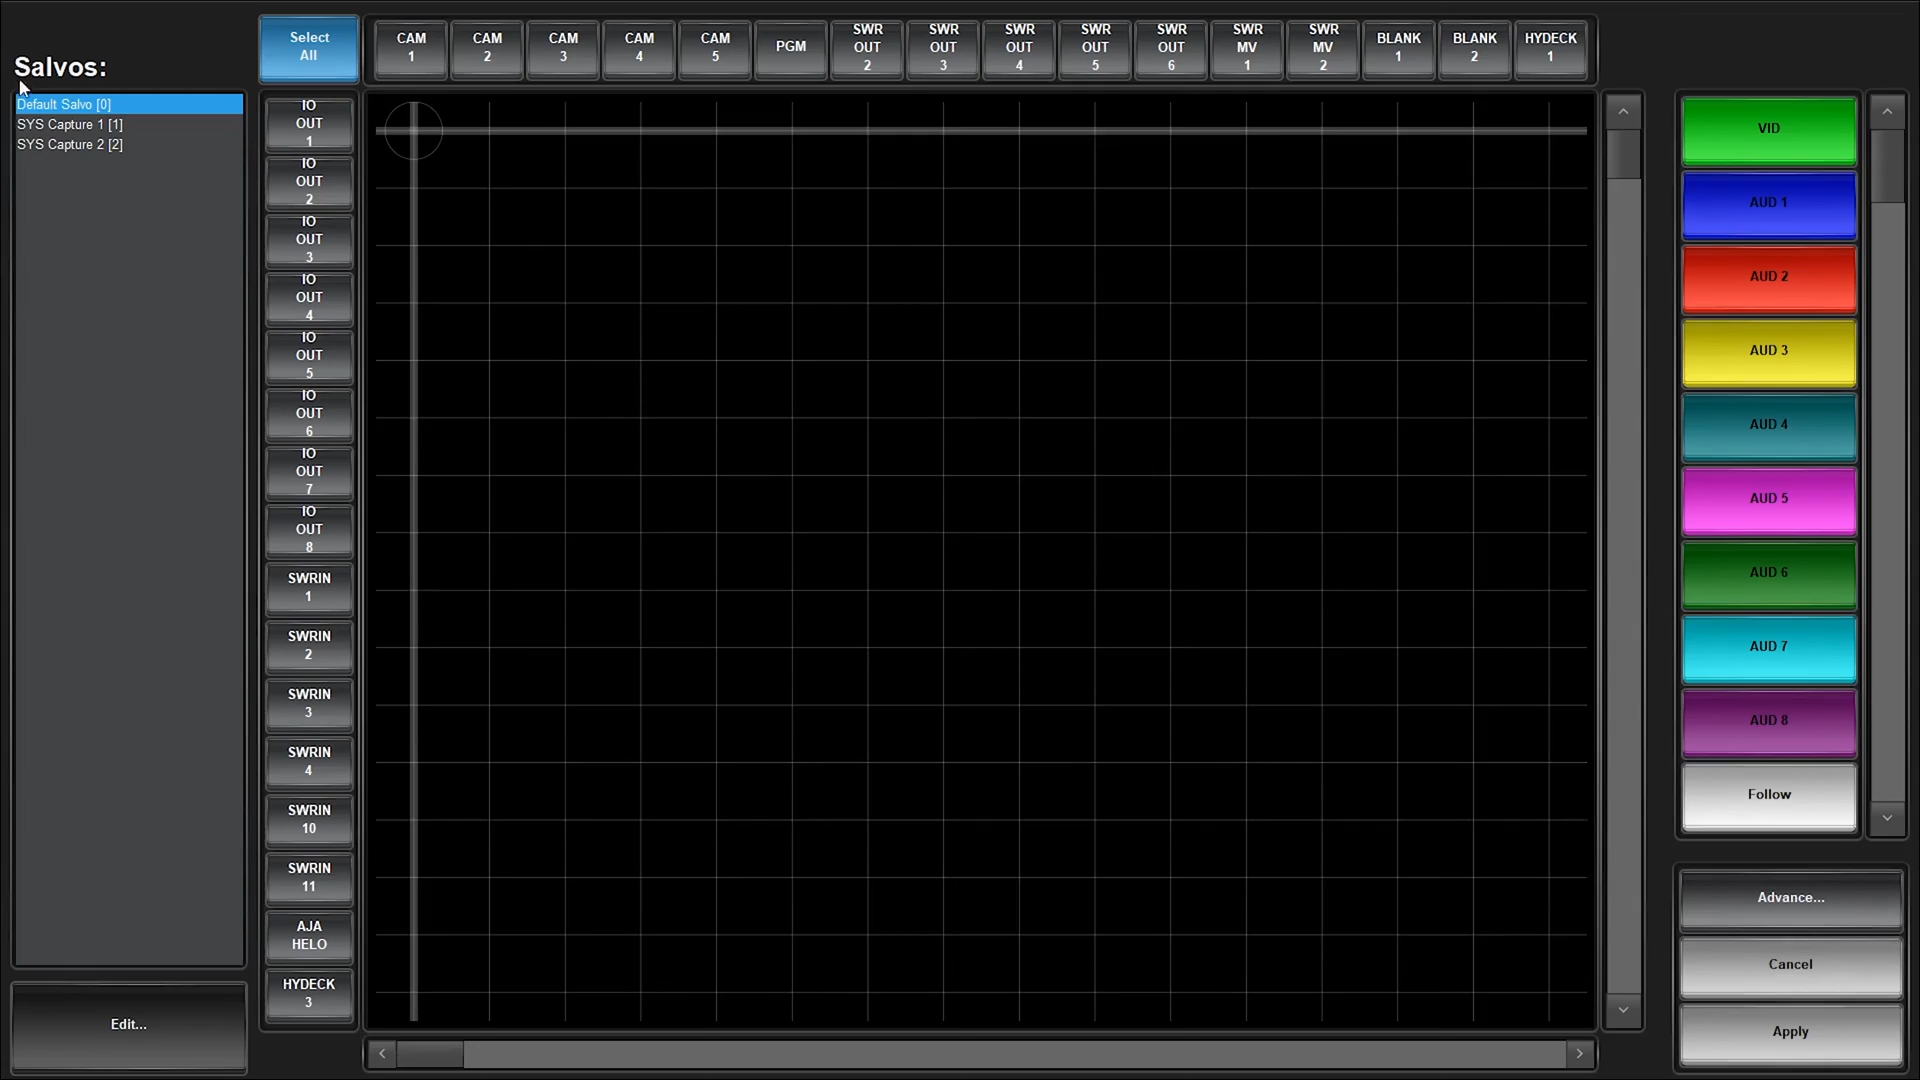 Salvos:
Default Salvo [0]
SYS Capture 1 [1]
SYS Capture 2 [2]
Edit...
Select
All
CAM
1
CAM
2
CAM
3
CAM
4
CAM
5
PGM
SWR
OUT
2
SWR
OUT
3
SWR
OUT
4
SWR
OUT
5
SWR
OUT
6
SWR
MV
1
SWR
MV
2
BLANK
1
BLANK
2
HYDECK
1
IO
OUT
1
IO
OUT
2
IO
OUT
3
IO
OUT
4
IO
OUT
5
IO
OUT
6
IO
OUT
7
IO
OUT
8
SWRIN
1
SWRIN
2
SWRIN
3
SWRIN
4
SWRIN
10
SWRIN
11
AJA
HELO
HYDECK
3
VID
AUD 1
AUD 2
AUD 3
AUD 4
AUD 5
AUD 6
AUD 7
AUD 8
Follow
Advance...
Cancel
Apply